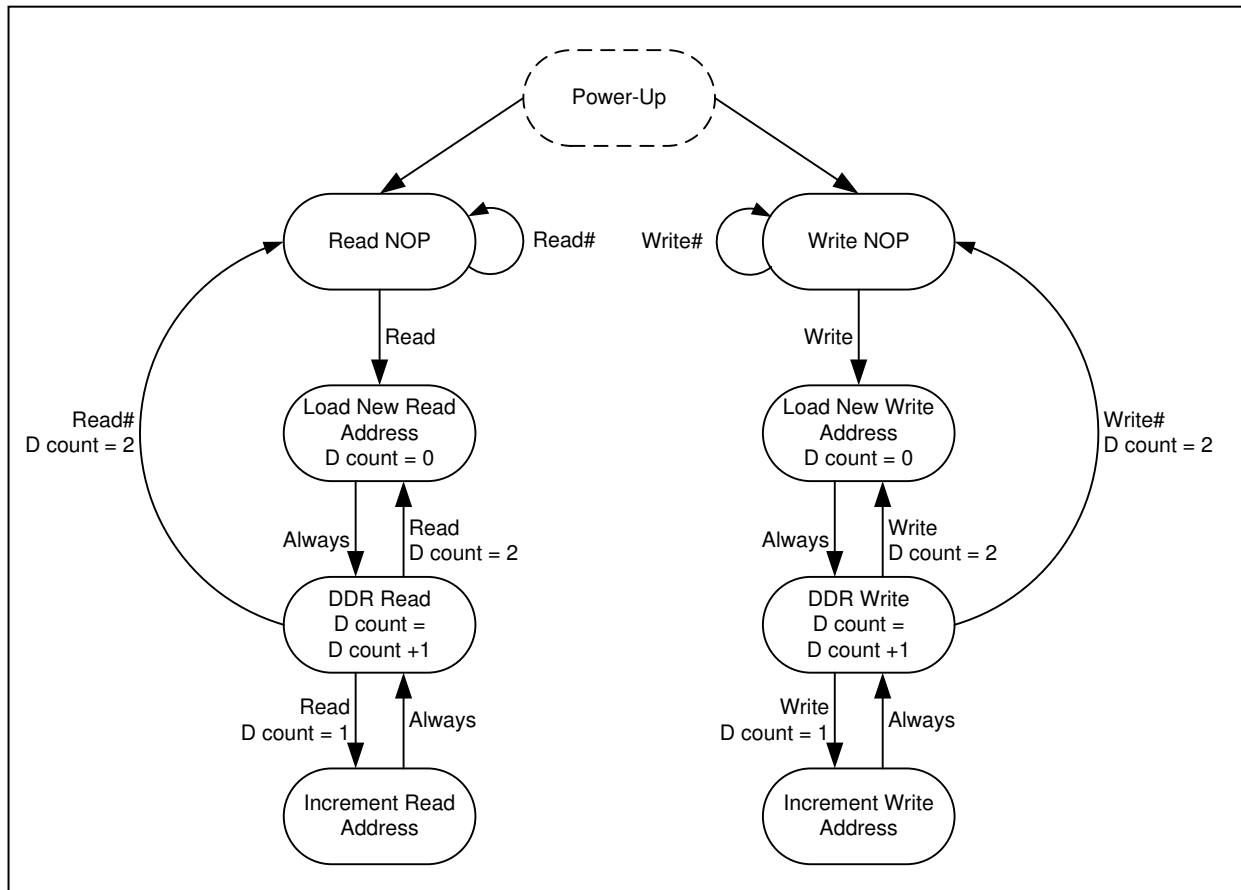 Power-Up
Read NOP
Read#
Write#
Write NOP
Read
Write
Load New Read
Address
D count = 0
Load New Write
Address
D count = 0
Read#
D count = 2
Write#
D count = 2
Always
Read
D count = 2
Always
Write
D count = 2
DDR Read
D count =
D count +1
DDR Write
D count =
D count +1
Read
D count = 1
Always
Write
D count = 1
Always
Increment Read
Address
Increment Write
Address